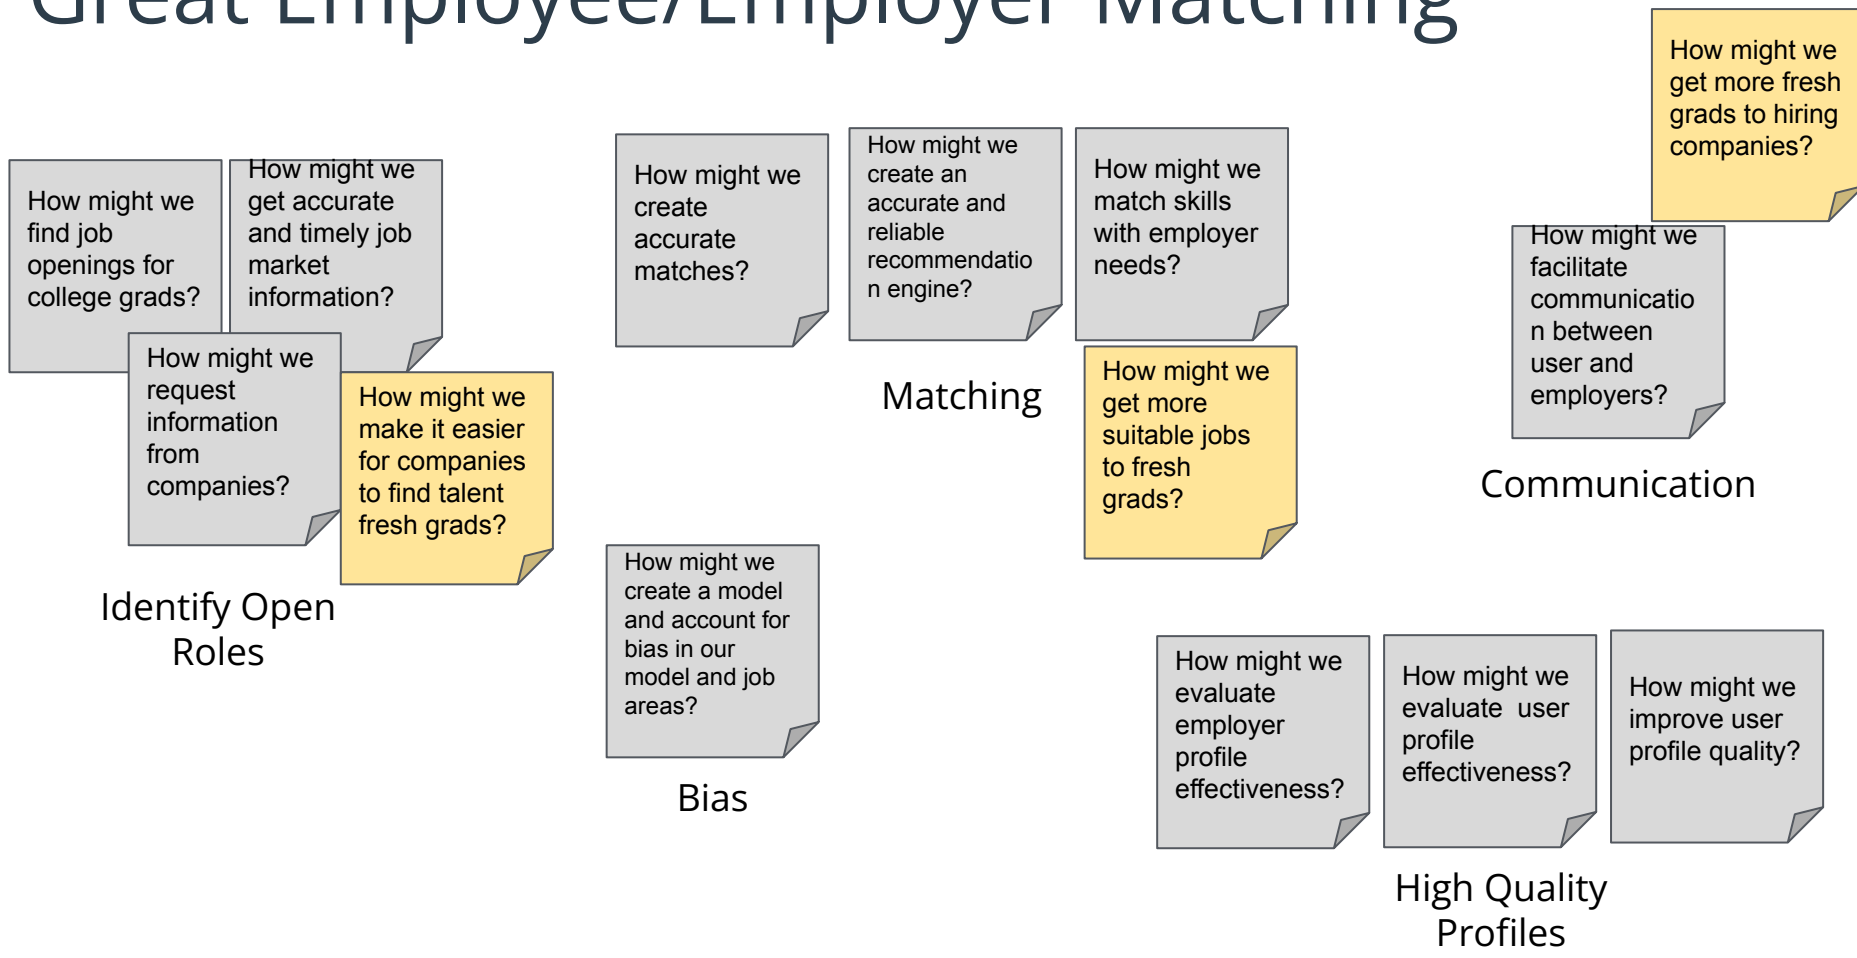 Great Employee/Employer Matching
How might we
get more fresh
grads to hiring
companies?
How might we
find job
openings for
college grads?
How might we
get accurate
and timely job
market
information?
How might we
request
information
from
companies?
How might we
make it easier
for companies
to find talent
fresh grads?
Identify Open
Roles
How might we
create
accurate
matches?
How might we
create an
accurate and
reliable
recommendatio
n engine?
How might we
match skills
with employer
needs?
Matching
How might we
get more
suitable jobs
to fresh
grads?
How might we
facilitate
communicatio
n between
user and
employers?
Communication
How might we
create a model
and account for
bias in our
model and job
areas?
Bias
How might we
evaluate
employer
profile
effectiveness?
How might we
evaluate  user
profile
effectiveness?
How might we
improve user
profile quality?
High Quality
Profiles